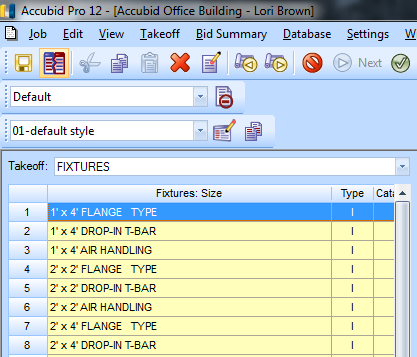 Accubid Pro 12 - [Accubid Office Building - Lori Brown]
Job Edit View Takeoff Bid Summary Database Settings W
Next
Default
01-default style
Takeoff: FIXTURES
Fixtures: Size Type Cata
1 1' x 4' FLANGE TYPE I
2 1' x 4' DROP-IN T-BAR I
3 1' x 4' AIR HANDLING I
4 2' x 2' FLANGE TYPE I
5 2' x 2' DROP-IN T-BAR I
6 2' x 2' AIR HANDLING I
7 2' x 4' FLANGE TYPE I
8 2' x 4' DROP-IN T-BAR I